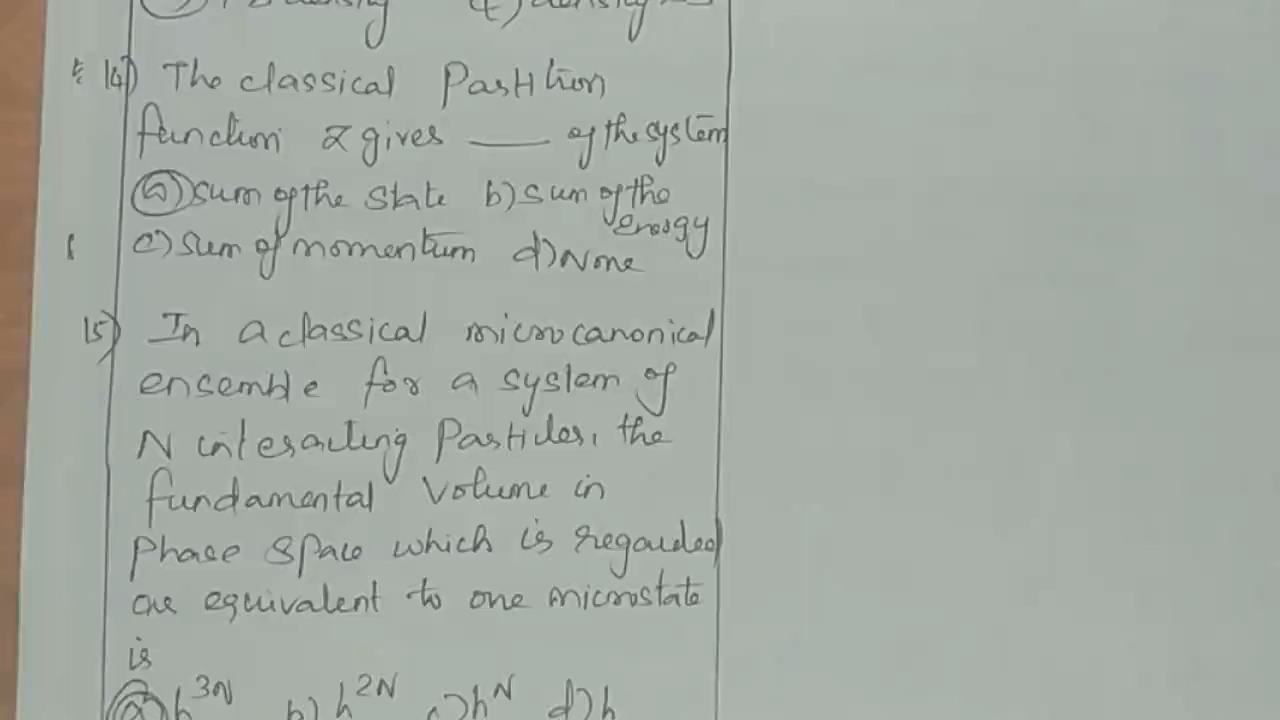 14) The classical Partition
function z gives ___ of the system
a) sum of the state b) sum of the
energy
c) sum of momentum d) None
15) In a classical microcanonical
ensemble for a system of
N interacting Particles, the
fundamental volume in
phase space which is regarded
as equivalent to one microstate
is
a) h^3N b) h^2N c) h^N d) h